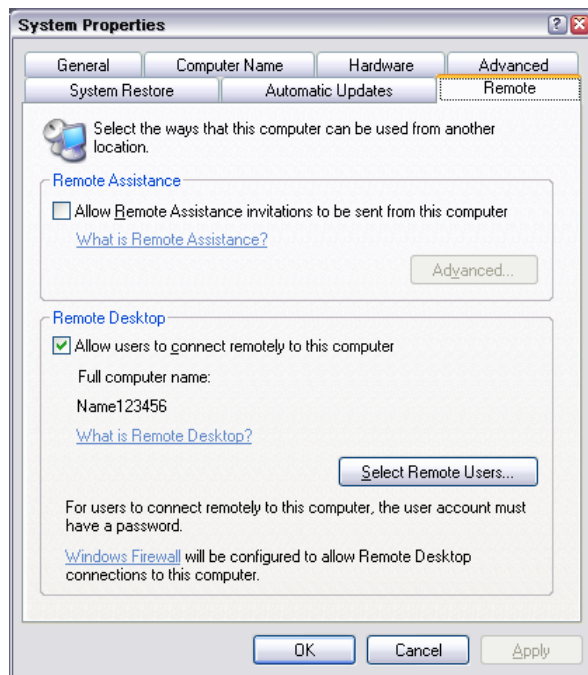 System Properties
General
Computer Name
Hardware
Advanced
System Restore
Automatic Updates
Remote
Select the ways that this computer can be used from another
location.
Remote Assistance
Allow Remote Assistance invitations to be sent from this computer
What is Remote Assistance?
Advanced...
Remote Desktop
Allow users to connect remotely to this computer
Full computer name:
Name123456
What is Remote Desktop?
Select Remote Users...
For users to connect remotely to this computer, the user account must
have a password.
Windows Firewall will be configured to allow Remote Desktop
connections to this computer.
OK
Cancel
Apply